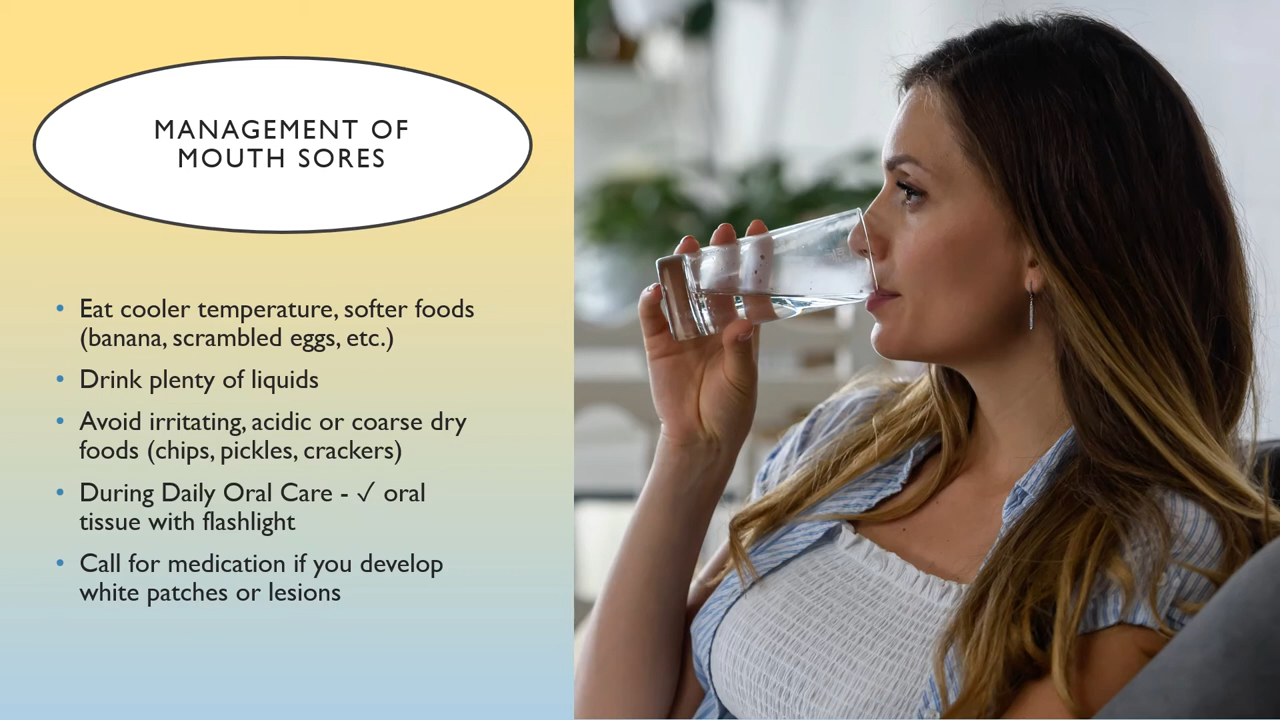 MANAGEMENT OF
MOUTH SORES
• Eat cooler temperature, softer foods
(banana, scrambled eggs, etc.)
• Drink plenty of liquids
• Avoid irritating, acidic or coarse dry
foods (chips, pickles, crackers)
• During Daily Oral Care - ✓ oral
tissue with flashlight
• Call for medication if you develop
white patches or lesions